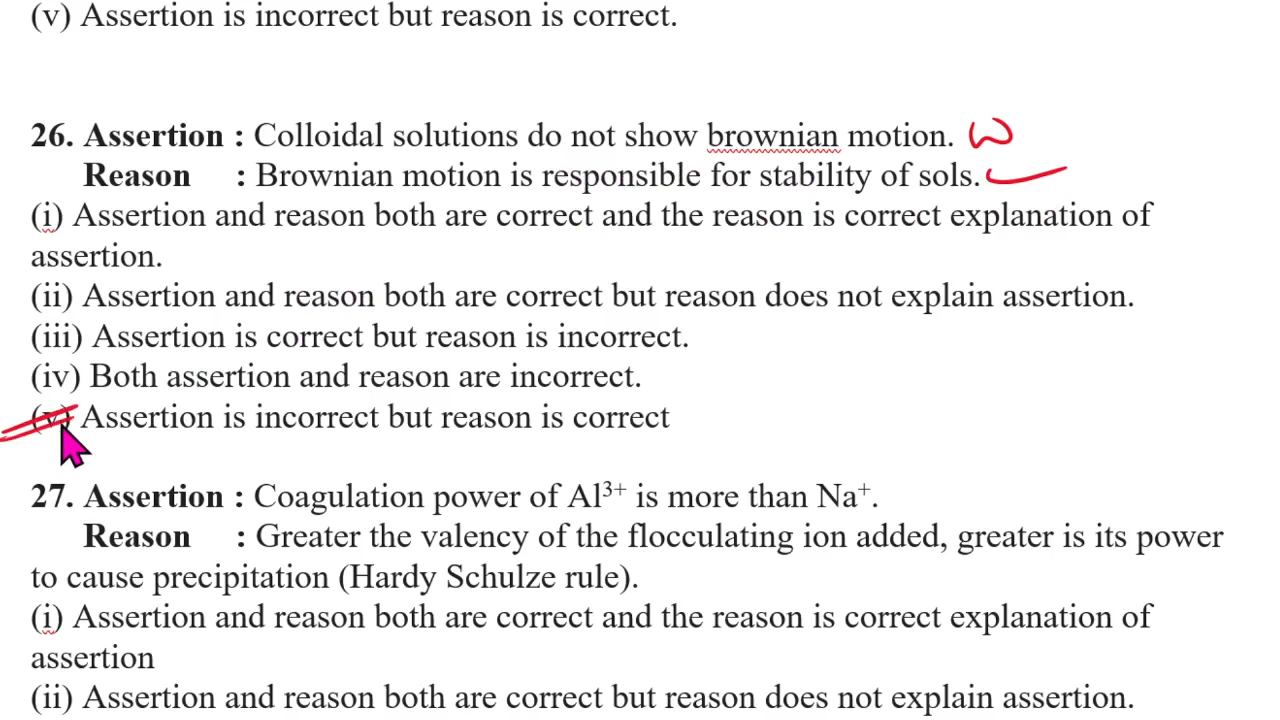 (v) Assertion is incorrect but reason is correct.
26. Assertion : Colloidal solutions do not show brownian motion. W
Reason : Brownian motion is responsible for stability of sols.
(i) Assertion and reason both are correct and the reason is correct explanation of
assertion.
(ii) Assertion and reason both are correct but reason does not explain assertion.
(iii) Assertion is correct but reason is incorrect.
(iv) Both assertion and reason are incorrect.
(v) Assertion is incorrect but reason is correct
27. Assertion : Coagulation power of Al³⁺ is more than Na⁺.
Reason : Greater the valency of the flocculating ion added, greater is its power
to cause precipitation (Hardy Schulze rule).
(i) Assertion and reason both are correct and the reason is correct explanation of
assertion
(ii) Assertion and reason both are correct but reason does not explain assertion.